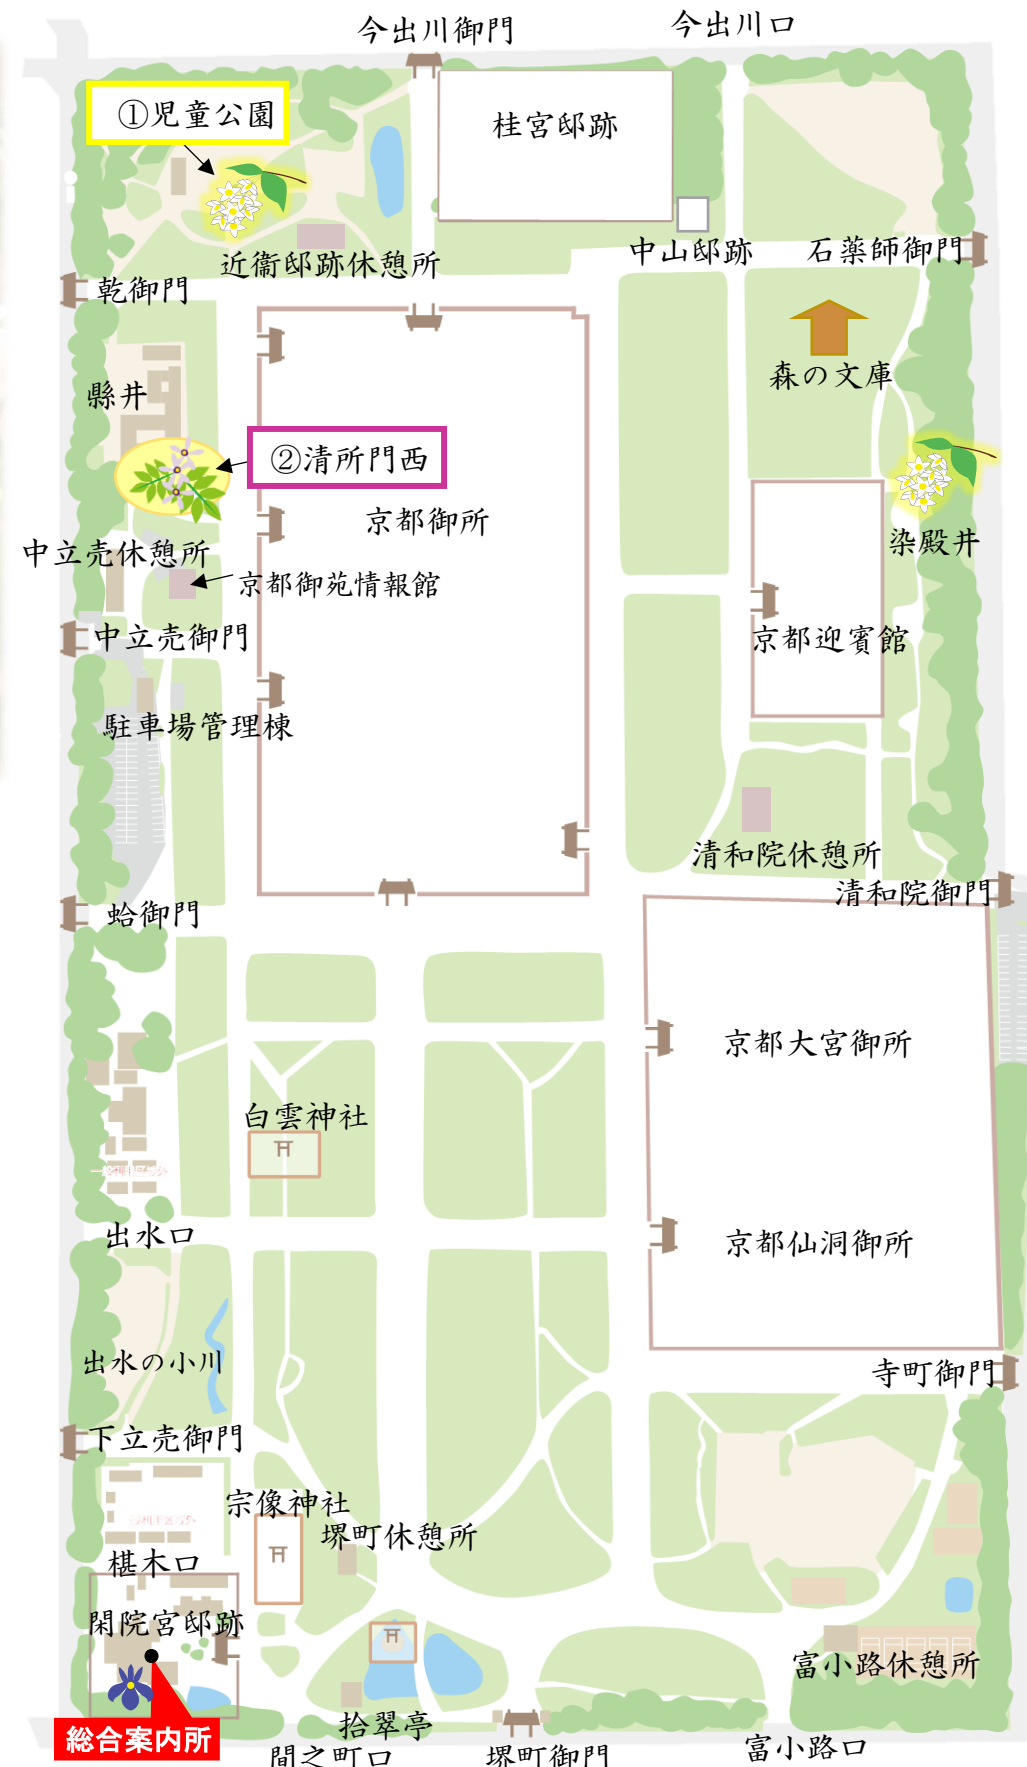 今出川御門
今出川口
①児童公園
桂宮邸跡
近衞邸跡休憩所
中山邸跡
石薬師御門
乾御門
森の文庫
縣井
②清所門西
京都御所
染殿井
中立売休憩所
京都御苑情報館
中立売御門
京都迎賓館
駐車場管理棟
清和院休憩所
清和院御門
蛤御門
京都大宮御所
白雲神社
出水口
京都仙洞御所
出水の小川
寺町御門
下立売御門
宗像神社
堺町休憩所
椹木口
閑院宮邸跡
富小路休憩所
拾翠亭
総合案内所
間之町口
堺町御門
富小路口